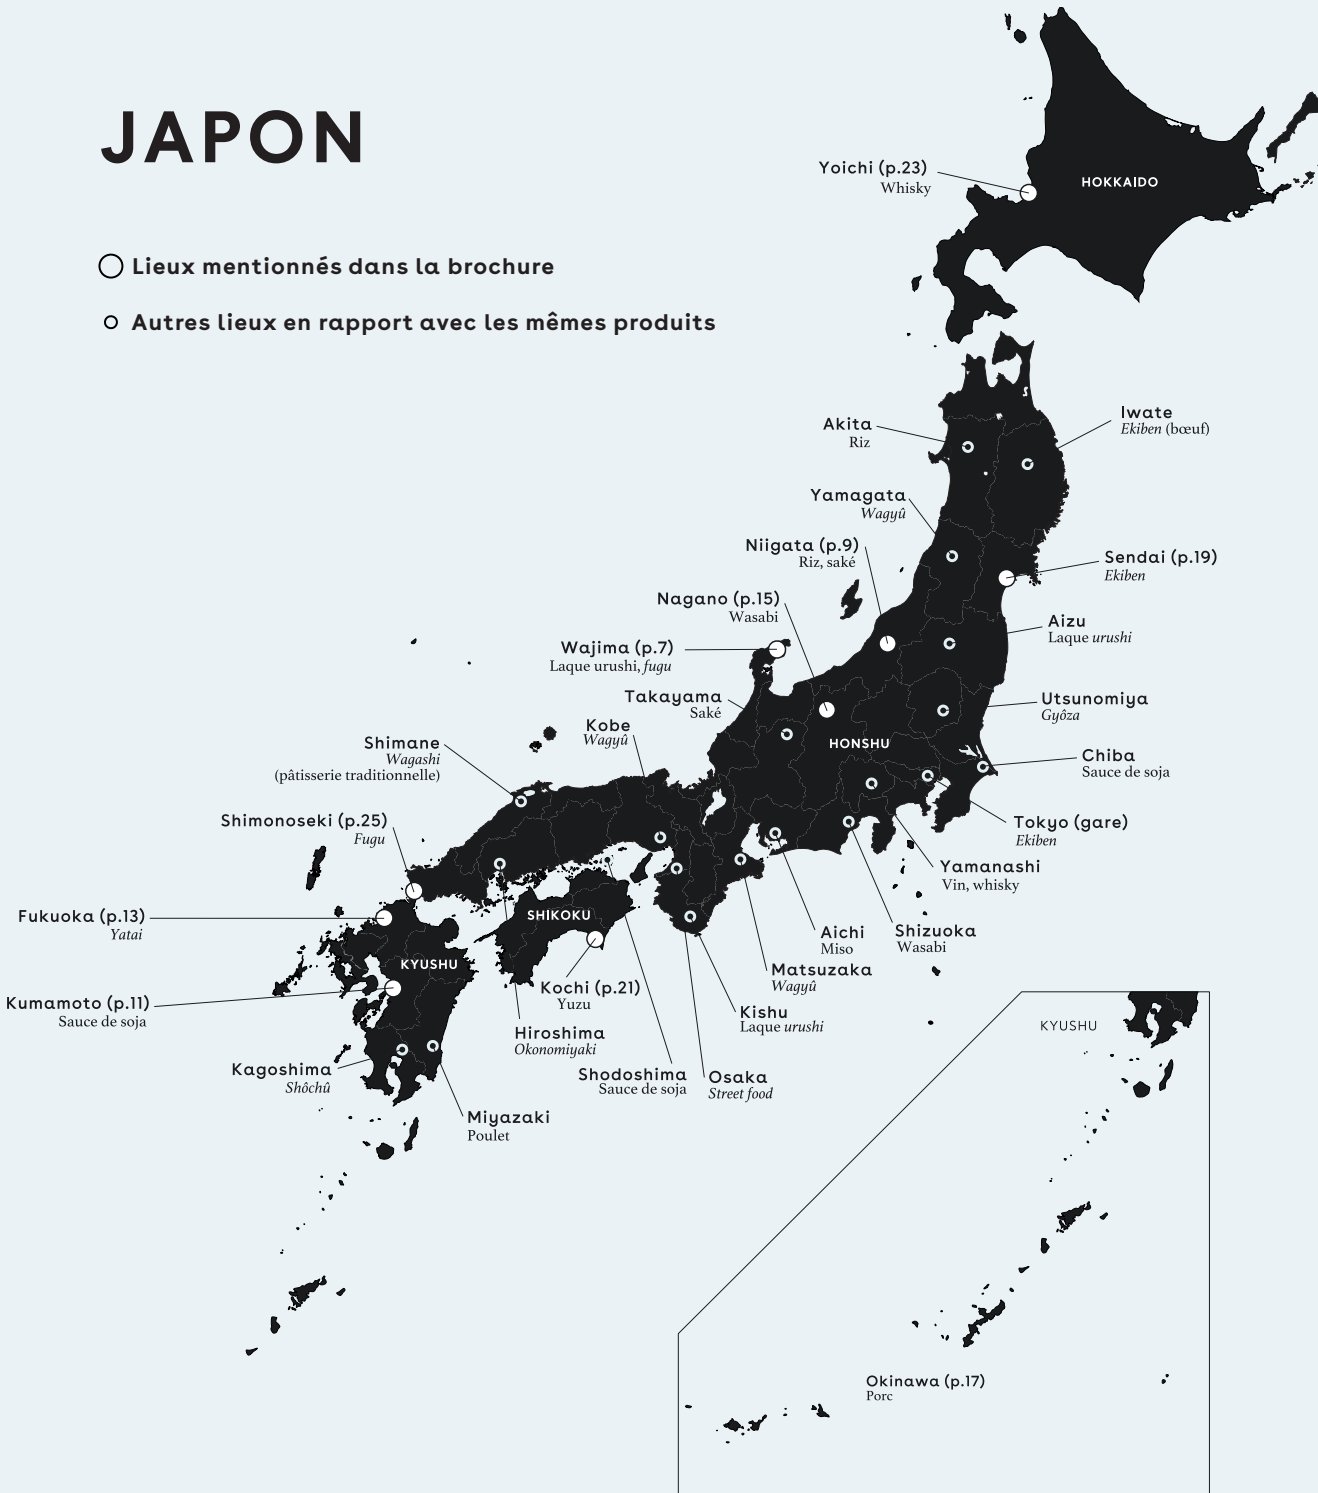 JAPON
Lieux mentionnés dans la brochure
Autres lieux en rapport avec les mêmes produits
Yoichi (p.23)
Whisky
HOKKAIDO
Akita
Riz
Iwate
Ekiben (bœuf)
Yamagata
Wagyû
Niigata (p.9)
Riz, saké
Sendai (p.19)
Ekiben
Nagano (p.15)
Wasabi
Aizu
Laque urushi
Wajima (p.7)
Laque urushi, fugu
Takayama
Saké
Utsunomiya
Gyôza
Kobe
Wagyû
HONSHU
Shimane
Wagashi
(pâtisserie traditionnelle)
Chiba
Sauce de soja
Shimonoseki (p.25)
Fugu
Tokyo (gare)
Ekiben
Yamanashi
Vin, whisky
Fukuoka (p.13)
Yatai
SHIKOKU
Aichi
Miso
Shizuoka
Wasabi
KYUSHU
Matsuzaka
Wagyû
Kochi (p.21)
Yuzu
Kumamoto (p.11)
Sauce de soja
Kishu
Laque urushi
Hiroshima
Okonomiyaki
KYUSHU
Kagoshima
Shôchû
Shodoshima
Sauce de soja
Osaka
Street food
Miyazaki
Poulet
Okinawa (p.17)
Porc